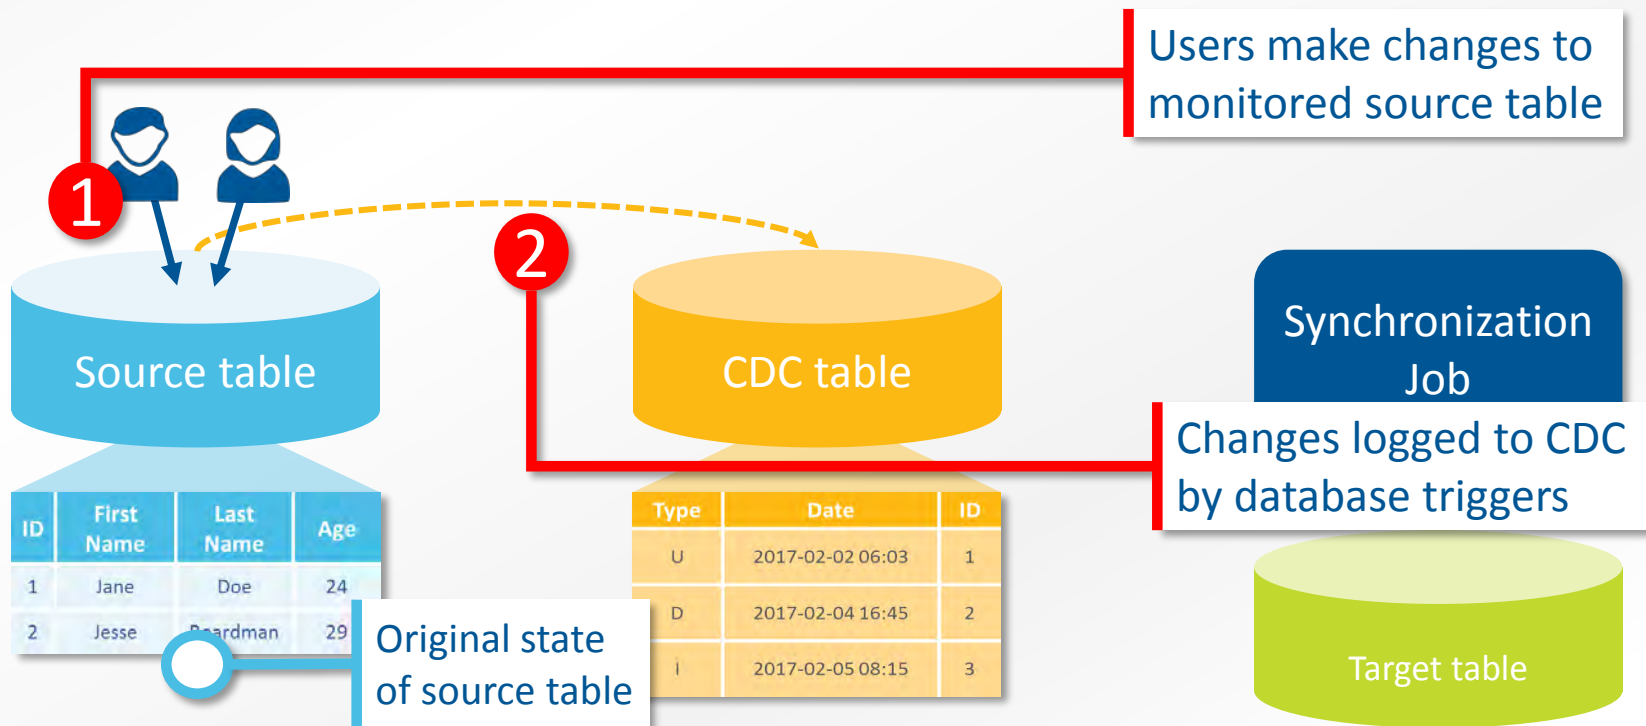 Users make changes to
monitored source table
1
2
Source table
CDC table
Synchronization
Job
Changes logged to CDC
by database triggers
ID First Name Last Name Age
1 Jane Doe 24
2 Jesse 29
Original state
of source table
Type Date ID
U 2017-02-02 06:03 1
D 2017-02-04 16:45 2
I 2017-02-05 08:15 3
Target table